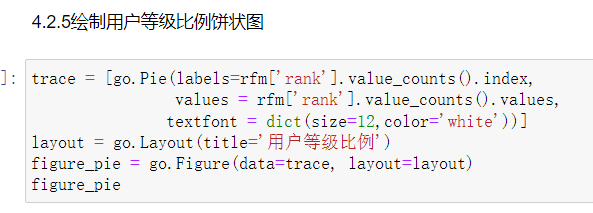 4.2.5绘制用户等级比例饼状图
]: trace = [go.Pie(labels=rfm['rank'].value_counts().index,
values = rfm['rank'].value_counts().values,
textfont = dict(size=12,color='white'))]
layout = go.Layout(title='用户等级比例')
figure_pie = go.Figure(data=trace, layout=layout)
figure_pie